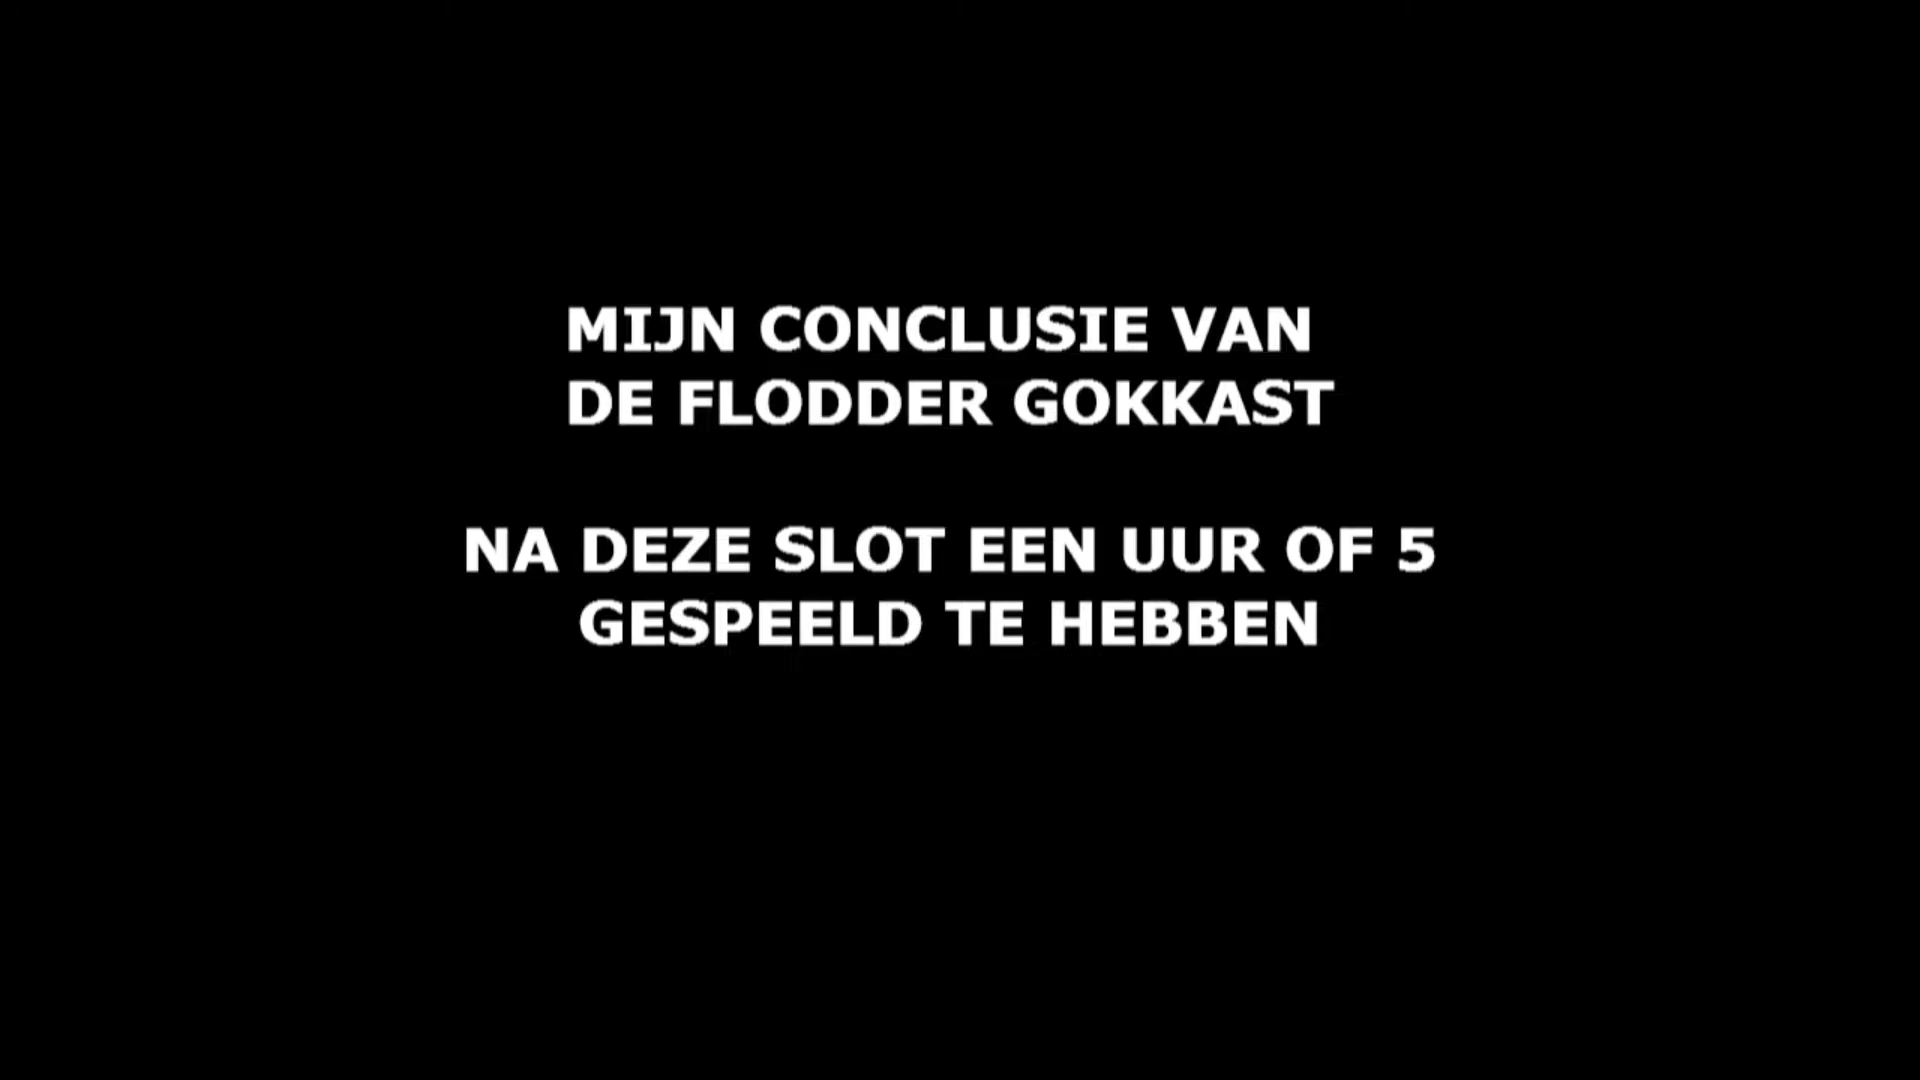 MIJN CONCLUSIE VAN
DE FLODDER GOKKAST
NA DEZE SLOT EEN UUR OF 5
GESPEELD TE HEBBEN